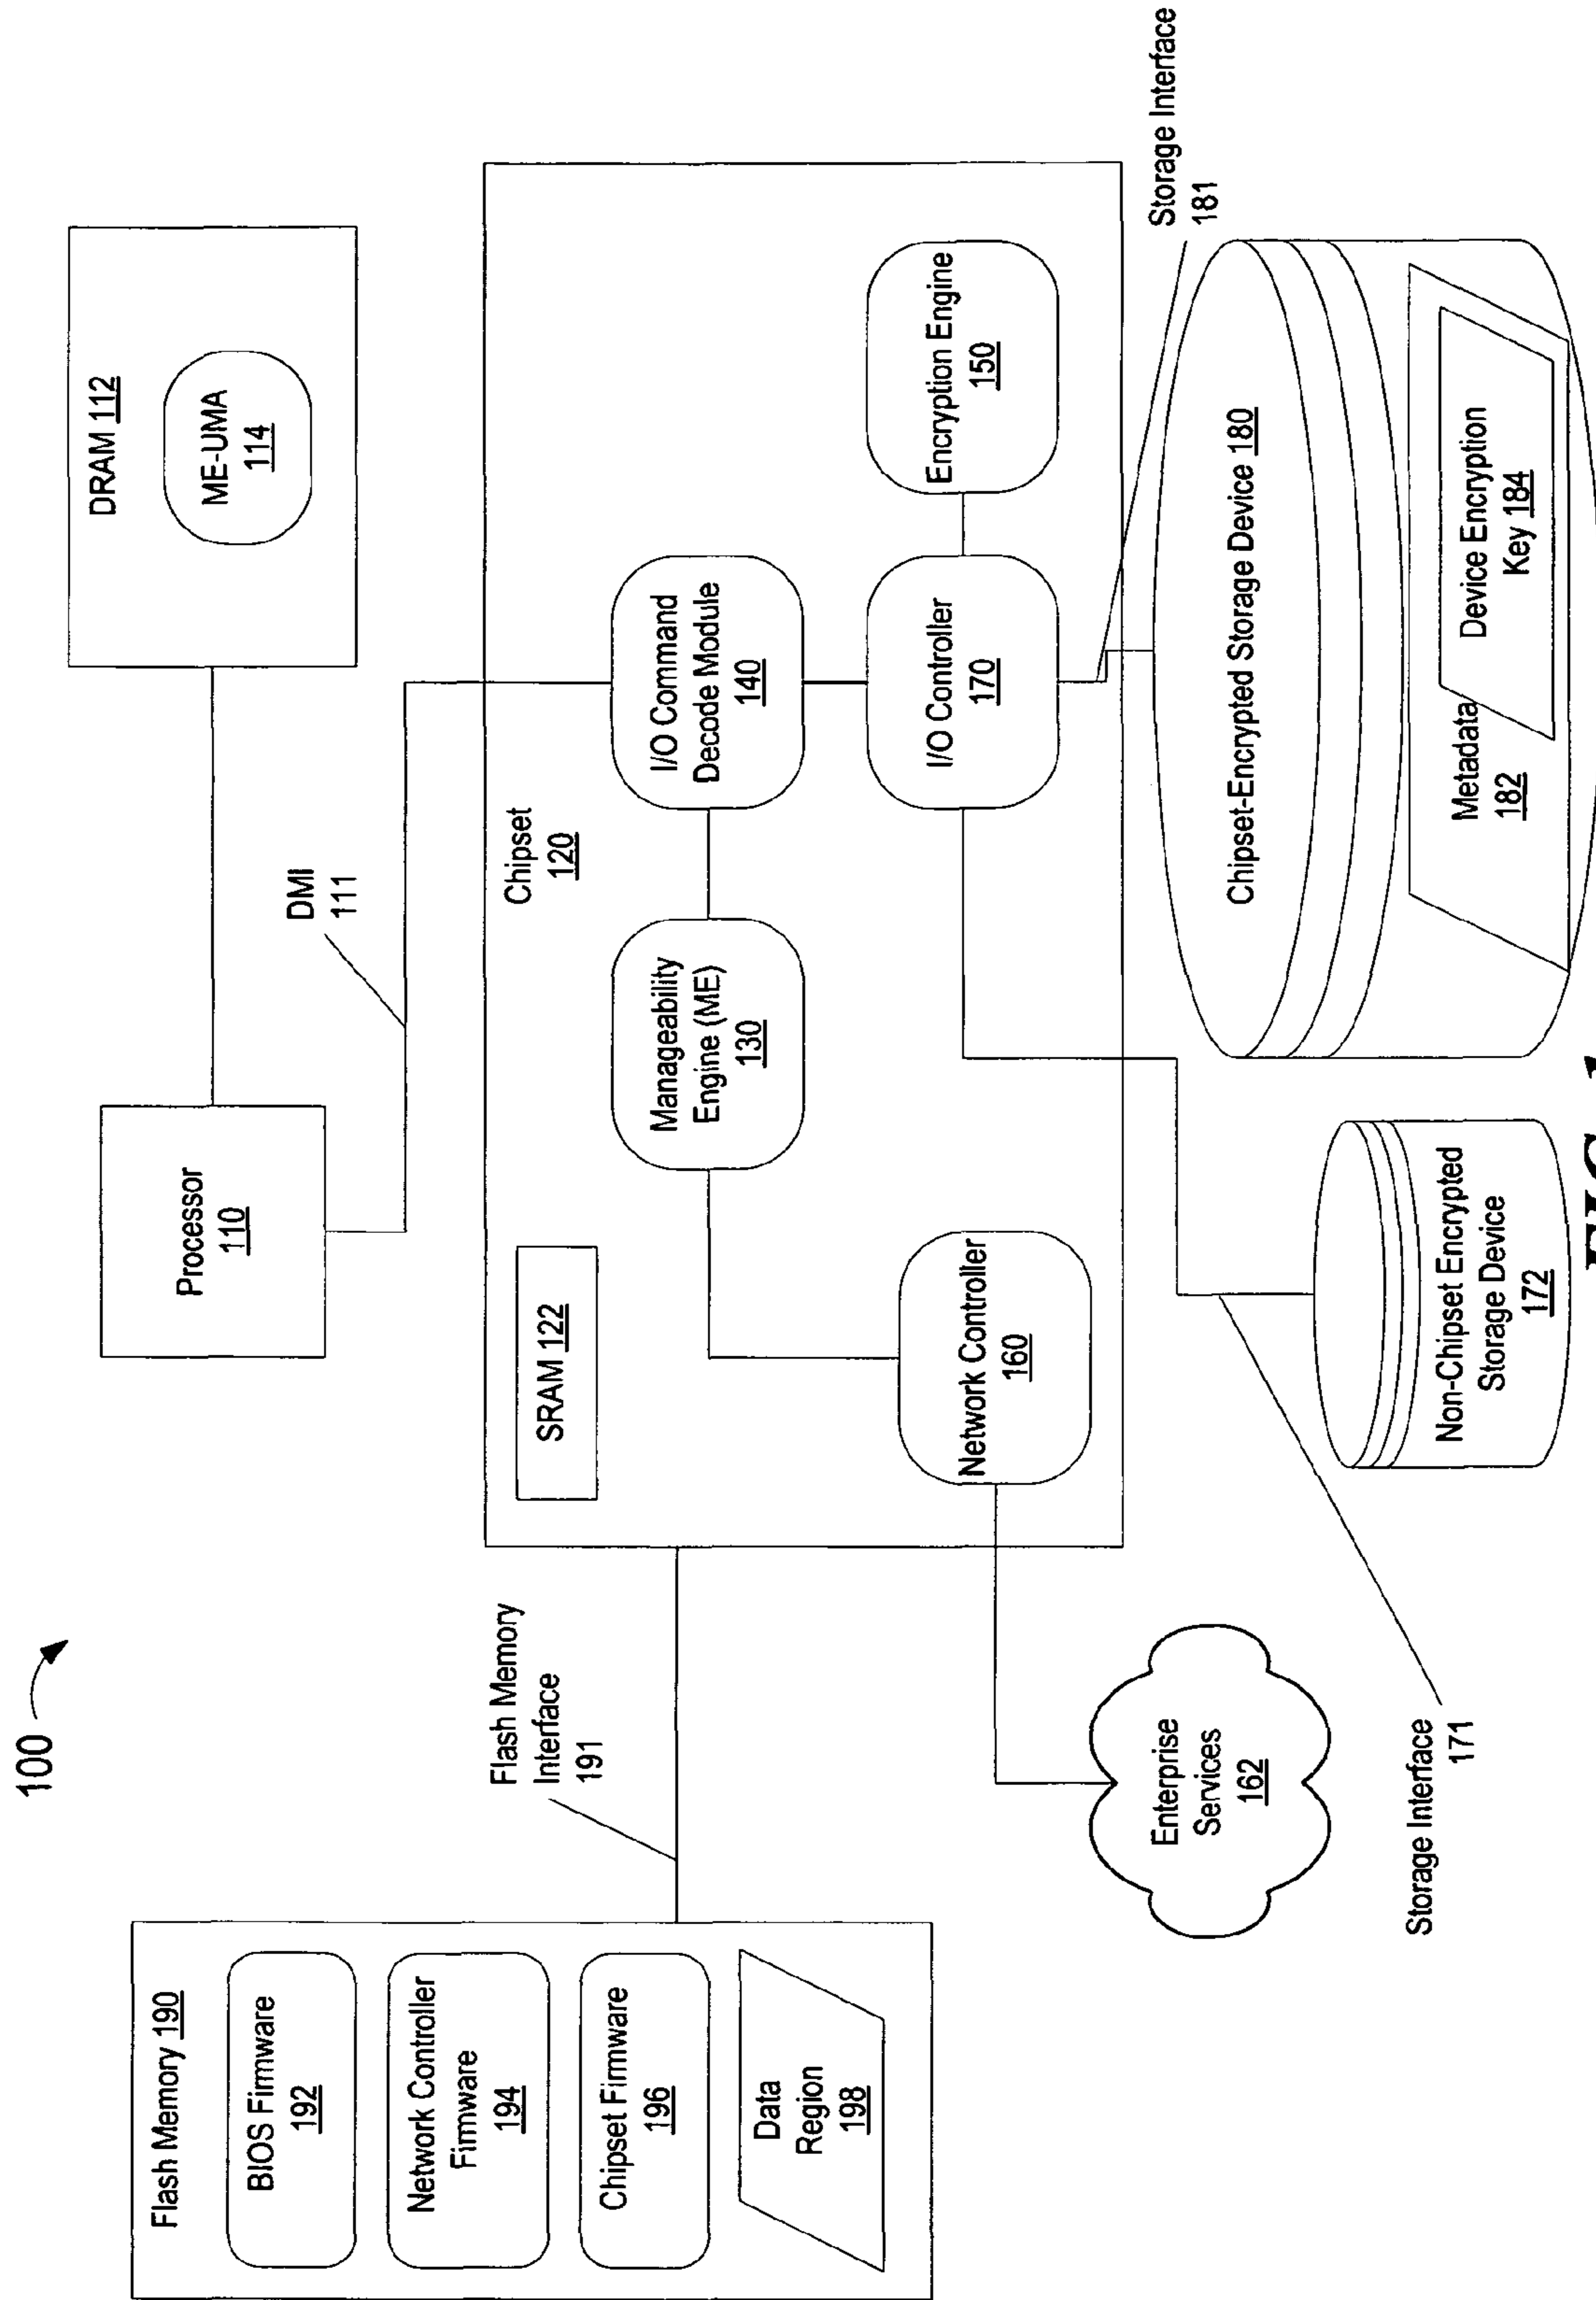 100
Flash Memory 190
BIOS Firmware
192
Network Controller
Firmware
194
Chipset Firmware
196
Data
Region
198
Flash Memory
Interface
191
Processor
110
DMI
111
DRAM 112
ME-UMA
114
Chipset
120
SRAM 122
Manageability
Engine (ME)
130
I/O Command
Decode Module
140
Network Controller
160
I/O Controller
170
Encryption Engine
150
Enterprise
Services
162
Storage Interface
171
Storage Interface
181
Non-Chipset Encrypted
Storage Device
172
Chipset-Encrypted Storage Device 180
Metadata
182
Device Encryption
Key 184